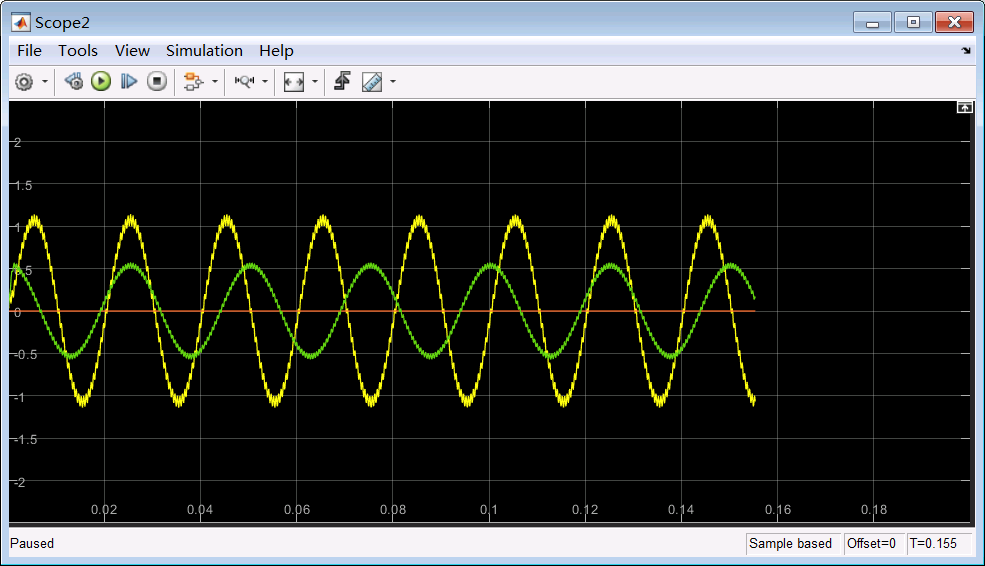 Scope2
File Tools View Simulation Help
2
1.5
1
0.5
0
-0.5
-1
-1.5
-2
0.02 0.04 0.06 0.08 0.1 0.12 0.14 0.16 0.18
Paused Sample based Offset=0 T=0.155